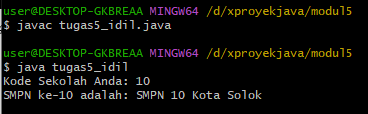 user@DESKTOP-GKBREAA MINGW64 /d/xproyekjava/modul5
$ javac tugas5_idil.java
user@DESKTOP-GKBREAA MINGW64 /d/xproyekjava/modul5
$ java tugas5_idil
Kode Sekolah Anda: 10
SMPN ke-10 adalah: SMPN 10 Kota Solok